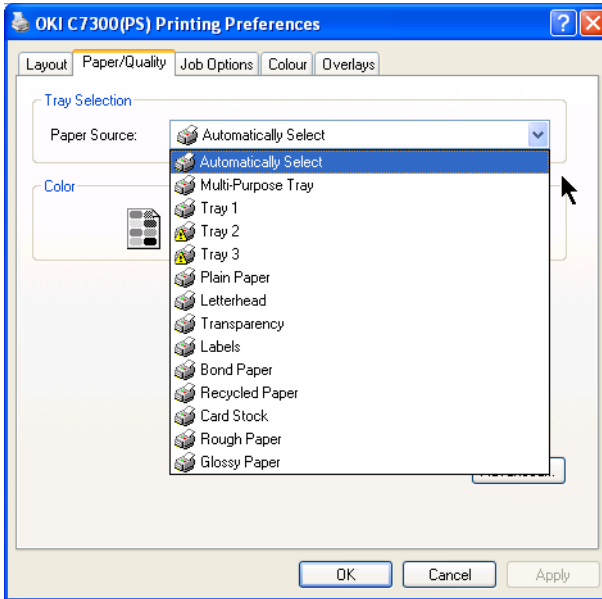 OKI C7300(PS) Printing Preferences
Layout Paper/Quality Job Options Colour Overlays
Tray Selection
Paper Source: Automatically Select
Automatically Select
Multi-Purpose Tray
Color
Tray 1
Tray 2
Tray 3
Plain Paper
Letterhead
Transparency
Labels
Bond Paper
Recycled Paper
Card Stock
Rough Paper
Glossy Paper
OK Cancel Apply